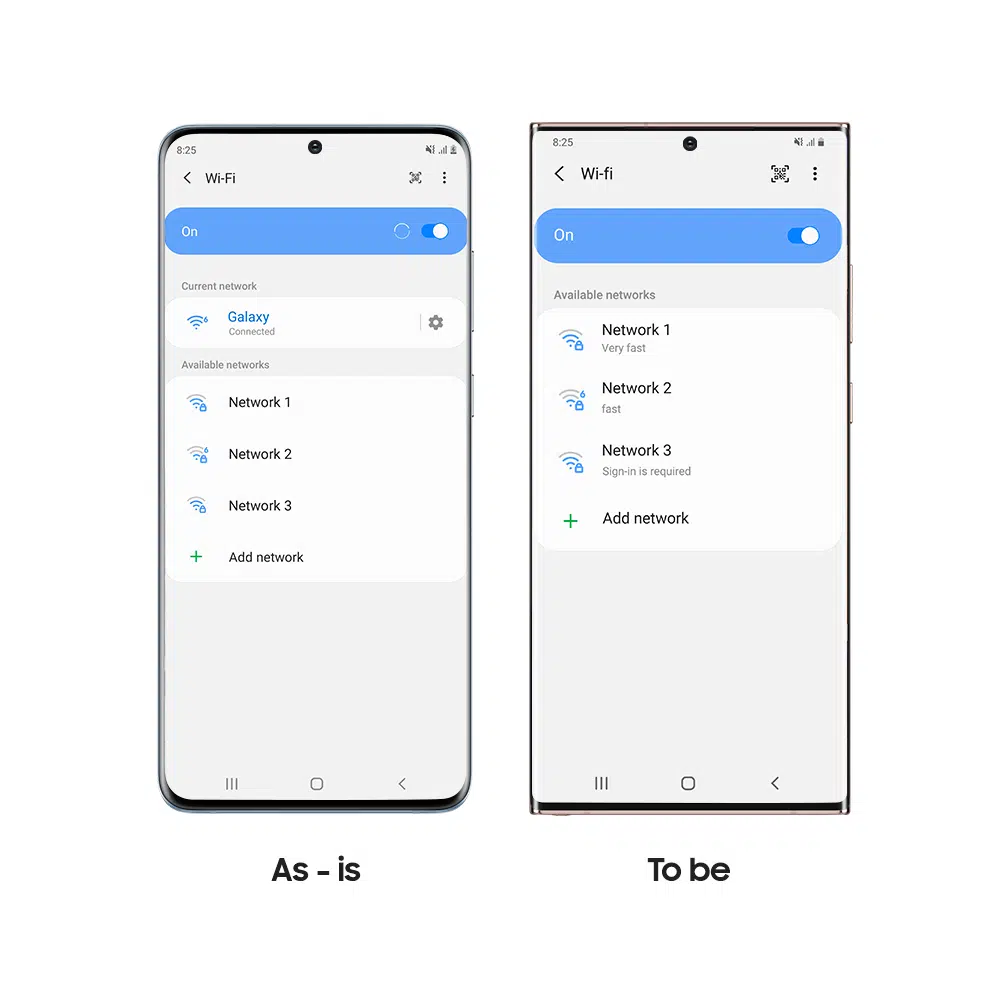 8:25
Wi-Fi
On
Current network
Galaxy
Connected
Available networks
Network 1
Network 2
Network 3
Add network
As - is
8:25
Wi-fi
On
Available networks
Network 1
Very fast
Network 2
fast
Network 3
Sign-in is required
Add network
To be